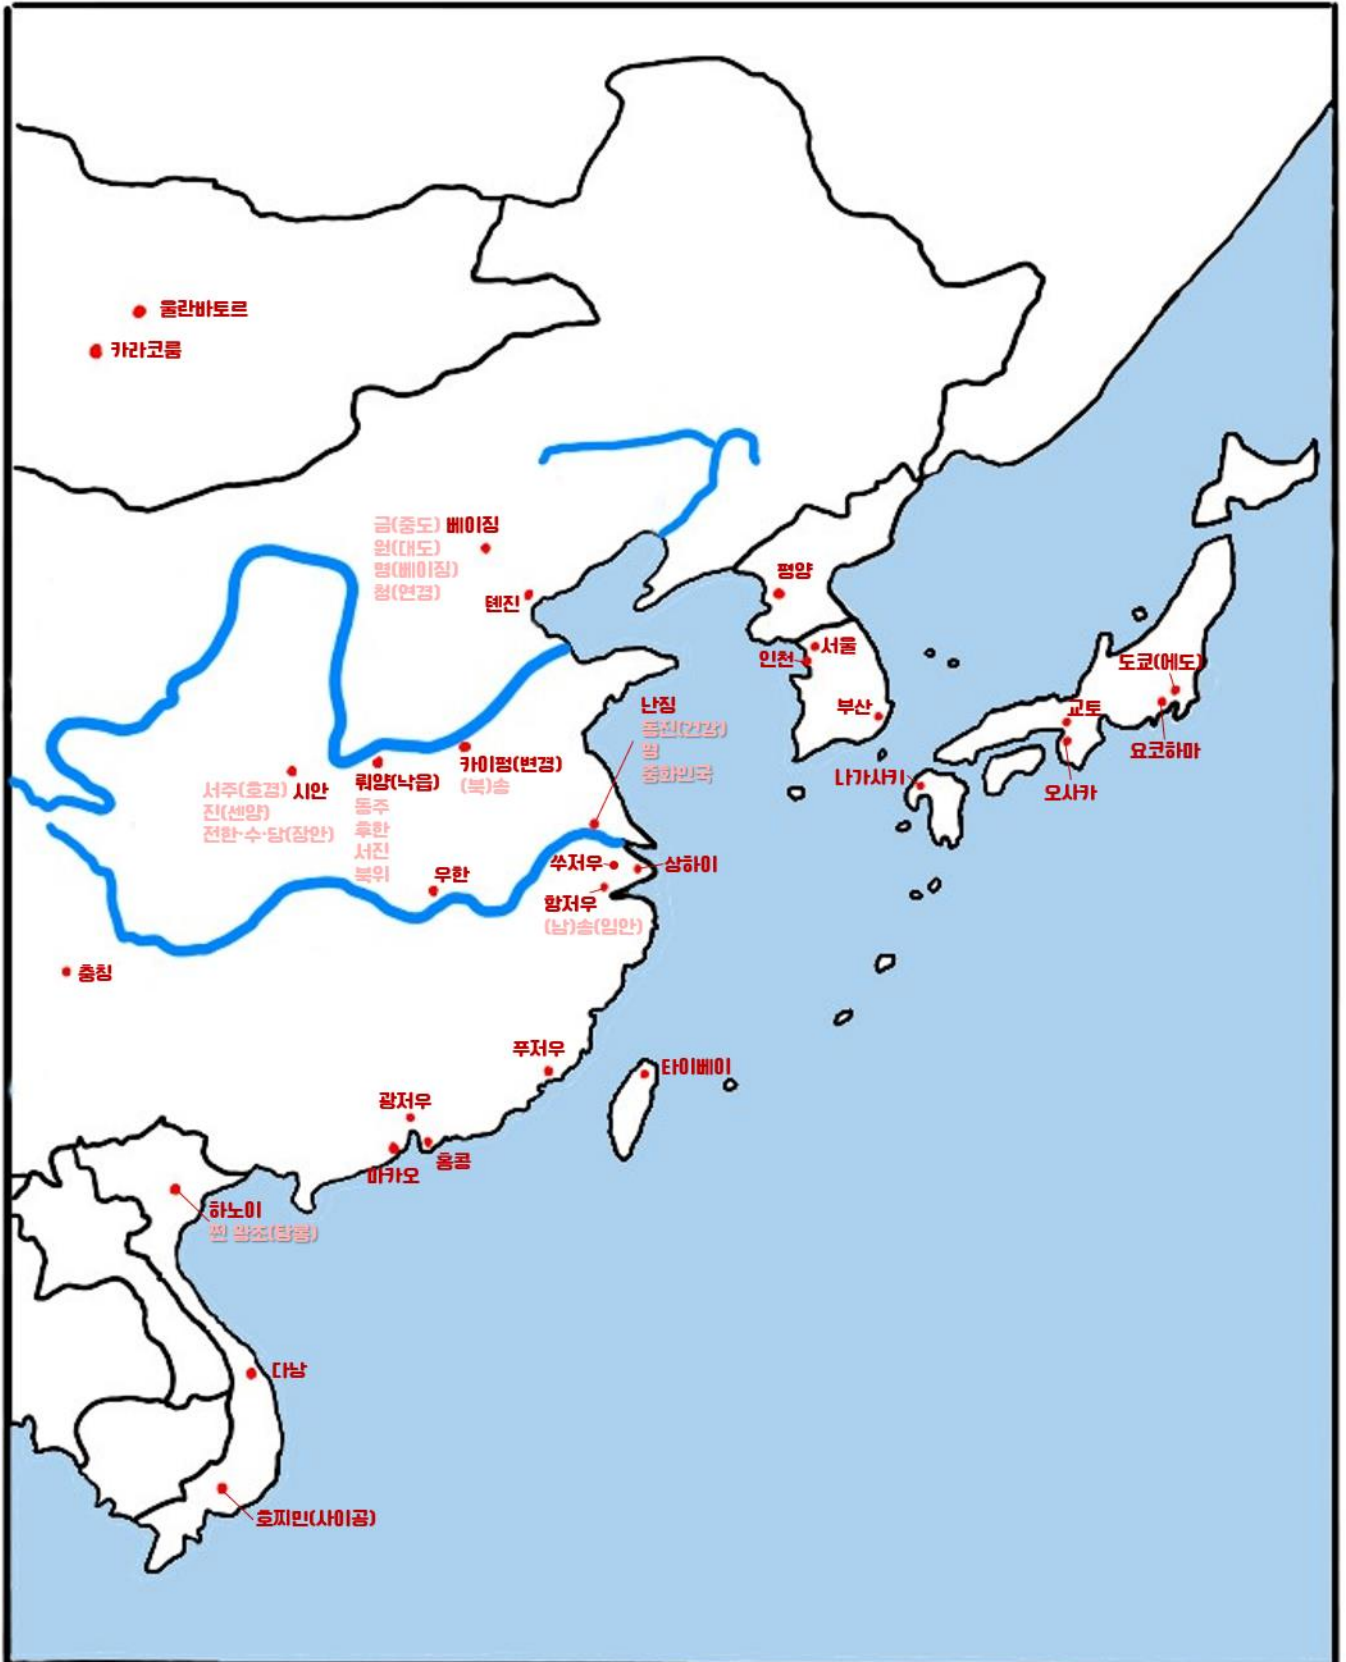 울란바토르
카라코룸
금(중도) 베이징
원(대도)
명(베이징)
청(연경)
톈진
평양
서울
인천
부산
도쿄(에도)
교토
요코하마
오사카
나가사키
난징
동진(건강)
명
중화민국
카이펑(변경)
(북)송
뤄양(낙읍)
동주
후한
서진
북위
서주(호경) 시안
진(셴양)
전한·수·당(장안)
우한
쑤저우
상하이
항저우
(남)송(임안)
충칭
푸저우
타이베이
광저우
홍콩
마카오
하노이
쩐 왕조(탕롱)
다낭
호찌민(사이공)